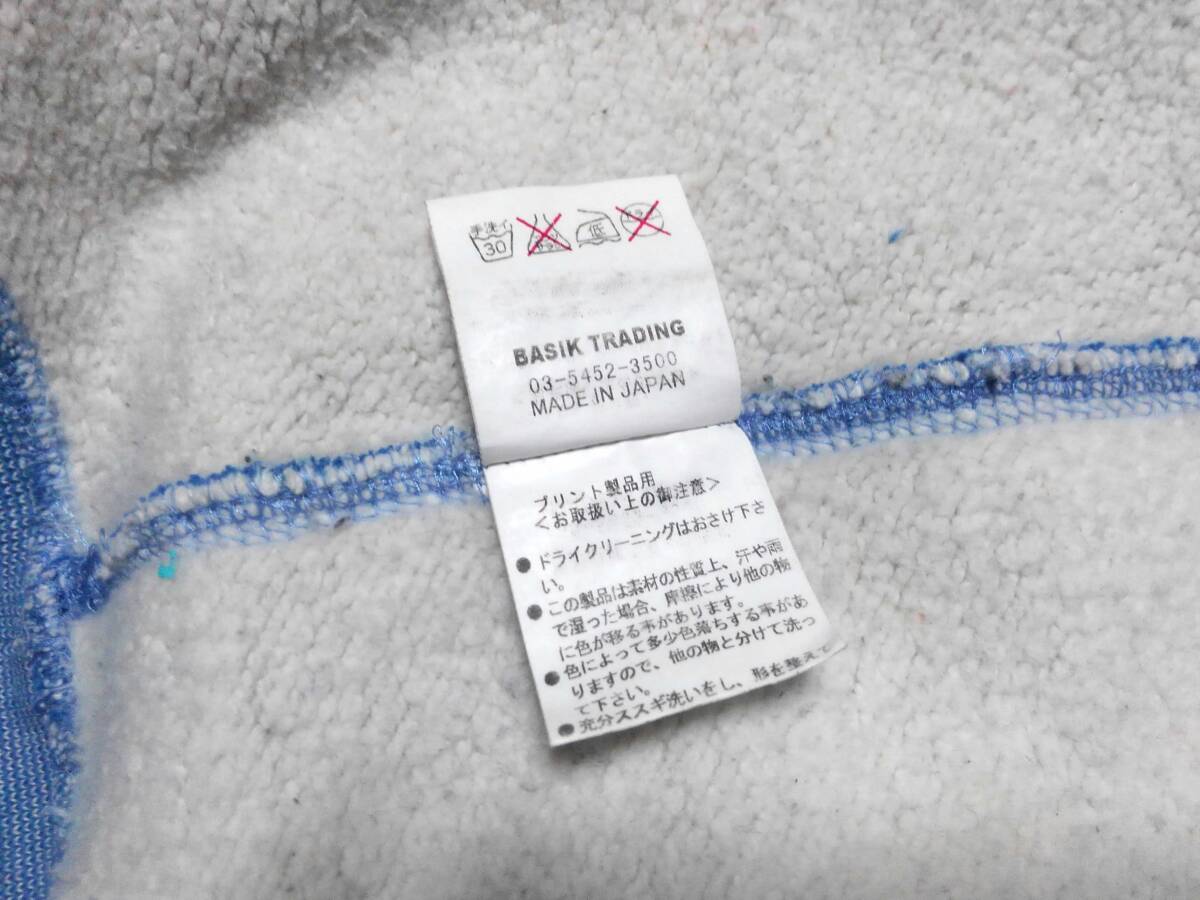 手洗イ
30
低
BASIK TRADING
03-5452-3500
MADE IN JAPAN
プリント製品用
<お取扱い上の御注意>
● ドライクリーニングはおさけ下さ
い。
● この製品は素材の性質上、汗や雨
で湿った場合、摩擦により他の物
に色が移る事があります。
● 色によって多少色落ちする事があ
りますので、他の物と分けて洗っ
て下さい。
● 充分ススギ洗いをし、形を整えて